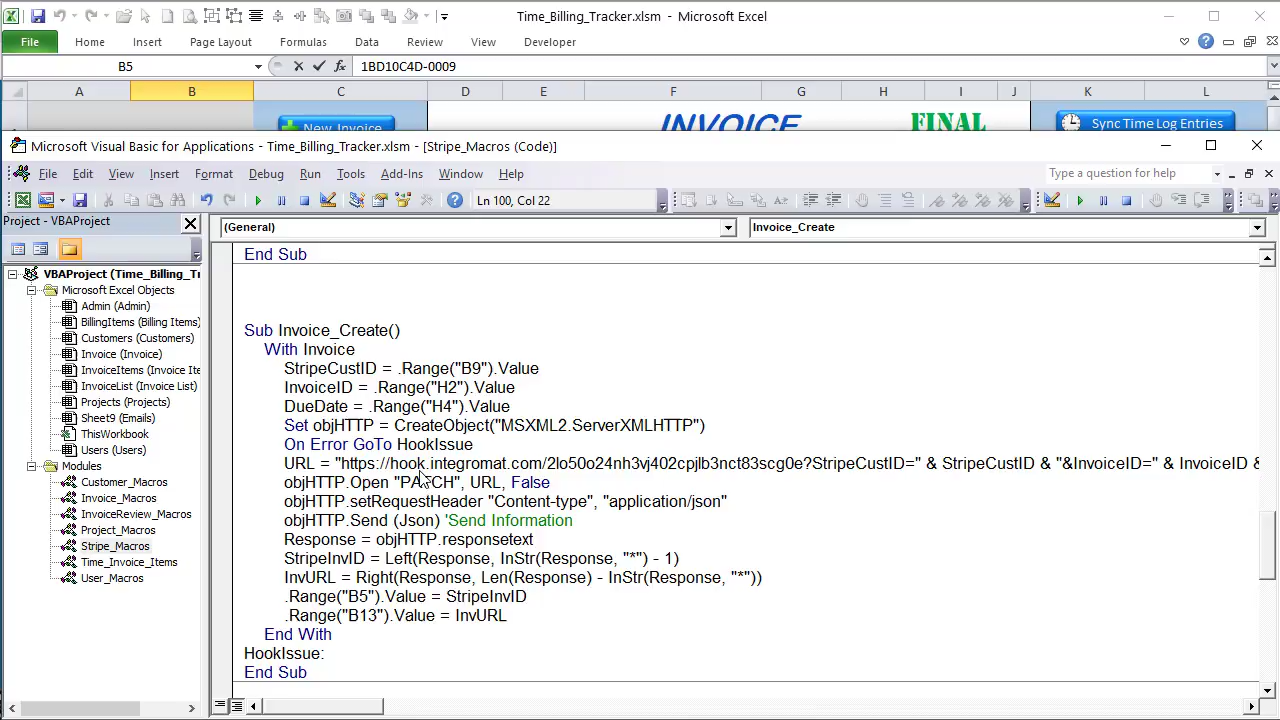 Time_Billing_Tracker.xlsm - Microsoft Excel
File Home Insert Page Layout Formulas Data Review View Developer
B5 fx 1BD10C4D-0009
A B C D E F G H I J K L
New Invoice INVOICE FINAL Sync Time Log Entries
Microsoft Visual Basic for Applications - Time_Billing_Tracker.xlsm - [Stripe_Macros (Code)]
File Edit View Insert Format Debug Run Tools Add-Ins Window Help Type a question for help
Ln 100, Col 22
Project - VBAProject
(General) Invoice_Create
VBAProject (Time_Billing_Tr
Microsoft Excel Objects
Admin (Admin)
BillingItems (Billing Items)
Customers (Customers)
Invoice (Invoice)
InvoiceItems (Invoice Ite
InvoiceList (Invoice List)
Projects (Projects)
Sheet9 (Emails)
ThisWorkbook
Users (Users)
Modules
Customer_Macros
Invoice_Macros
InvoiceReview_Macros
Project_Macros
Stripe_Macros
Time_Invoice_Items
User_Macros
End Sub
Sub Invoice_Create()
With Invoice
StripeCustID = .Range("B9").Value
InvoiceID = .Range("H2").Value
DueDate = .Range("H4").Value
Set objHTTP = CreateObject("MSXML2.ServerXMLHTTP")
On Error GoTo HookIssue
URL = "https://hook.integromat.com/2lo50o24nh3vj402cpjlb3nct83scg0e?StripeCustID=" & StripeCustID & "&InvoiceID=" & InvoiceID &
objHTTP.Open "PATCH", URL, False
objHTTP.setRequestHeader "Content-type", "application/json"
objHTTP.Send (Json) 'Send Information
Response = objHTTP.responsetext
StripeInvID = Left(Response, InStr(Response, "*") - 1)
InvURL = Right(Response, Len(Response) - InStr(Response, "*"))
.Range("B5").Value = StripeInvID
.Range("B13").Value = InvURL
End With
HookIssue:
End Sub